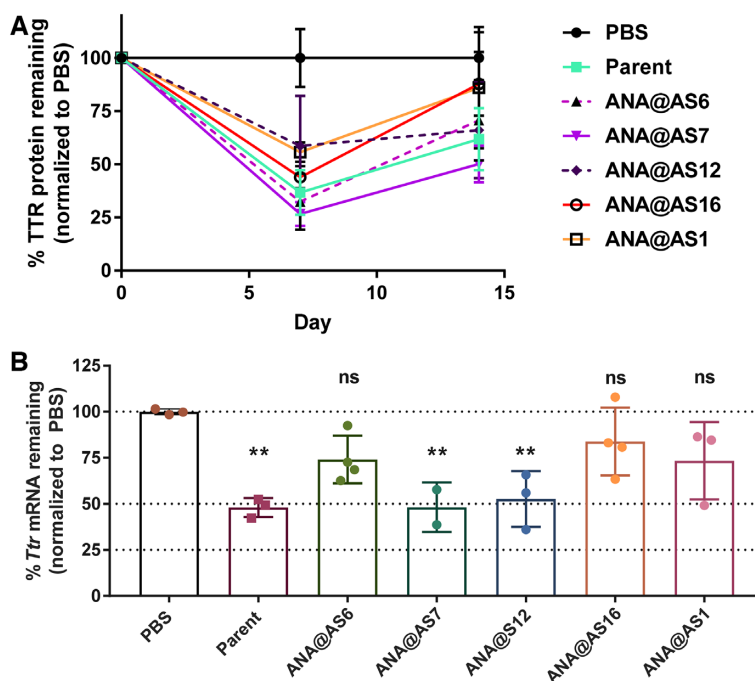 A
% TTR protein remaining
(normalized to PBS)
100
75
50
25
0
0
5
10
15
Day
PBS
Parent
ANA@AS6
ANA@AS7
ANA@AS12
ANA@AS16
ANA@AS1
B
% Ttr mRNA remaining
(normalized to PBS)
125
100
75
50
25
0
ns
**
**
**
ns
ns
PBS
Parent
ANA@AS6
ANA@AS7
ANA@S12
ANA@AS16
ANA@AS1